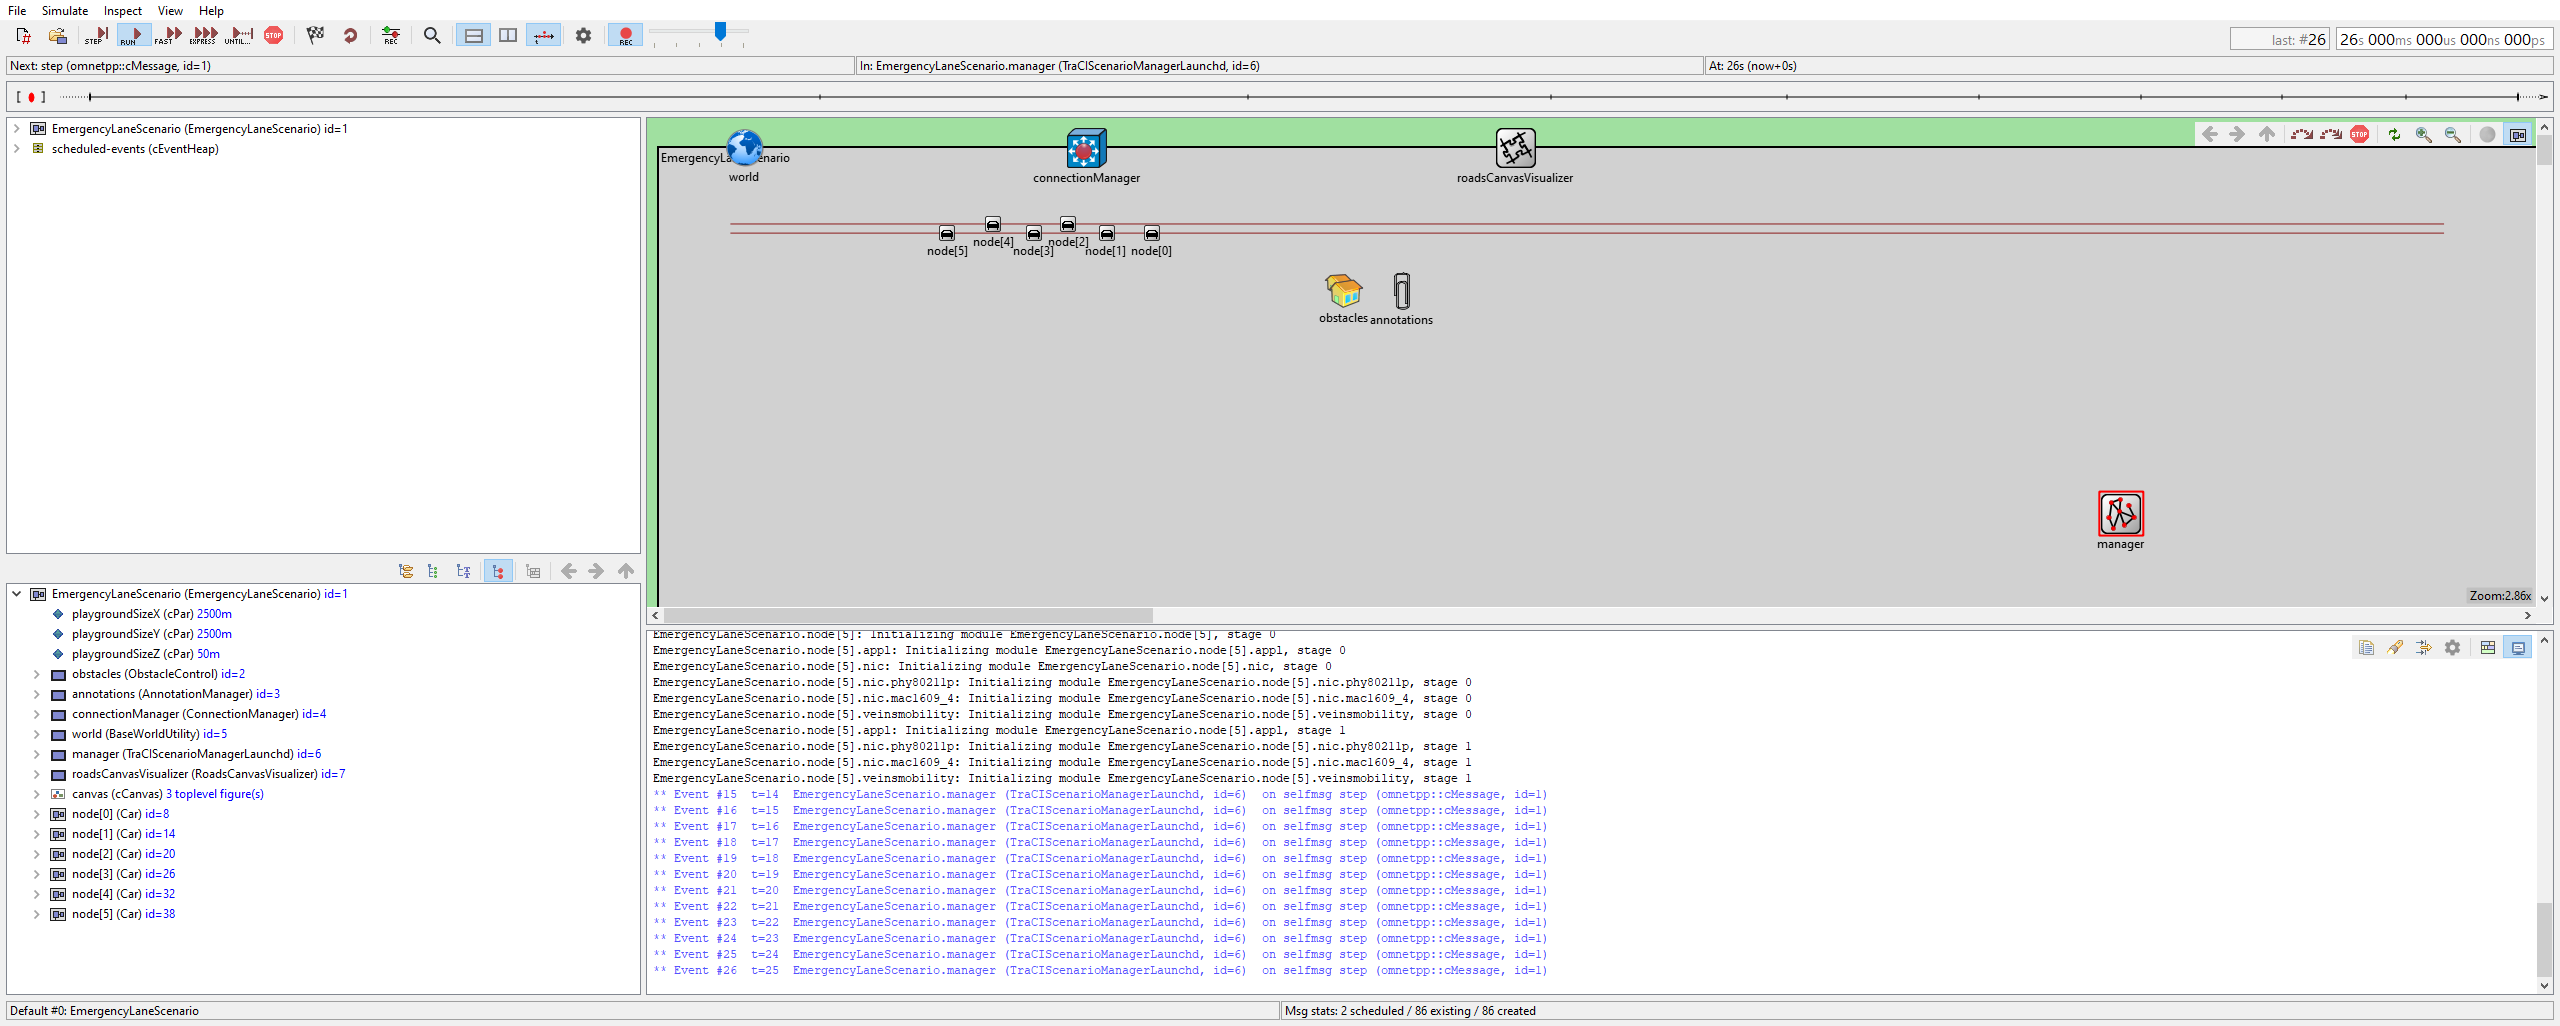 File Simulate Inspect View Help
STEP RUN FAST EXPRESS UNTIL... STOP REC REC
last: #26 26s 000ms 000us 000ns 000ps
Next: step (omnetpp::cMessage, id=1) In: EmergencyLaneScenario.manager (TraCIScenarioManagerLaunchd, id=6) At: 26s (now+0s)
EmergencyLaneScenario (EmergencyLaneScenario) id=1
scheduled-events (cEventHeap)
STOP
world
connectionManager
roadsCanvasVisualizer
node[5] node[4] node[3] node[2] node[1] node[0]
obstacles annotations
manager
Zoom:2.86x
EmergencyLaneScenario (EmergencyLaneScenario) id=1
playgroundSizeX (cPar) 2500m
playgroundSizeY (cPar) 2500m
playgroundSizeZ (cPar) 50m
obstacles (ObstacleControl) id=2
annotations (AnnotationManager) id=3
connectionManager (ConnectionManager) id=4
world (BaseWorldUtility) id=5
manager (TraCIScenarioManagerLaunchd) id=6
roadsCanvasVisualizer (RoadsCanvasVisualizer) id=7
canvas (cCanvas) 3 toplevel figure(s)
node[0] (Car) id=8
node[1] (Car) id=14
node[2] (Car) id=20
node[3] (Car) id=26
node[4] (Car) id=32
node[5] (Car) id=38
EmergencyLaneScenario.node[5]: Initializing module EmergencyLaneScenario.node[5], stage 0
EmergencyLaneScenario.node[5].appl: Initializing module EmergencyLaneScenario.node[5].appl, stage 0
EmergencyLaneScenario.node[5].nic: Initializing module EmergencyLaneScenario.node[5].nic, stage 0
EmergencyLaneScenario.node[5].nic.phy80211p: Initializing module EmergencyLaneScenario.node[5].nic.phy80211p, stage 0
EmergencyLaneScenario.node[5].nic.mac1609_4: Initializing module EmergencyLaneScenario.node[5].nic.mac1609_4, stage 0
EmergencyLaneScenario.node[5].veinsmobility: Initializing module EmergencyLaneScenario.node[5].veinsmobility, stage 0
EmergencyLaneScenario.node[5].appl: Initializing module EmergencyLaneScenario.node[5].appl, stage 1
EmergencyLaneScenario.node[5].nic.phy80211p: Initializing module EmergencyLaneScenario.node[5].nic.phy80211p, stage 1
EmergencyLaneScenario.node[5].nic.mac1609_4: Initializing module EmergencyLaneScenario.node[5].nic.mac1609_4, stage 1
EmergencyLaneScenario.node[5].veinsmobility: Initializing module EmergencyLaneScenario.node[5].veinsmobility, stage 1
** Event #15 t=14 EmergencyLaneScenario.manager (TraCIScenarioManagerLaunchd, id=6) on selfmsg step (omnetpp::cMessage, id=1)
** Event #16 t=15 EmergencyLaneScenario.manager (TraCIScenarioManagerLaunchd, id=6) on selfmsg step (omnetpp::cMessage, id=1)
** Event #17 t=16 EmergencyLaneScenario.manager (TraCIScenarioManagerLaunchd, id=6) on selfmsg step (omnetpp::cMessage, id=1)
** Event #18 t=17 EmergencyLaneScenario.manager (TraCIScenarioManagerLaunchd, id=6) on selfmsg step (omnetpp::cMessage, id=1)
** Event #19 t=18 EmergencyLaneScenario.manager (TraCIScenarioManagerLaunchd, id=6) on selfmsg step (omnetpp::cMessage, id=1)
** Event #20 t=19 EmergencyLaneScenario.manager (TraCIScenarioManagerLaunchd, id=6) on selfmsg step (omnetpp::cMessage, id=1)
** Event #21 t=20 EmergencyLaneScenario.manager (TraCIScenarioManagerLaunchd, id=6) on selfmsg step (omnetpp::cMessage, id=1)
** Event #22 t=21 EmergencyLaneScenario.manager (TraCIScenarioManagerLaunchd, id=6) on selfmsg step (omnetpp::cMessage, id=1)
** Event #23 t=22 EmergencyLaneScenario.manager (TraCIScenarioManagerLaunchd, id=6) on selfmsg step (omnetpp::cMessage, id=1)
** Event #24 t=23 EmergencyLaneScenario.manager (TraCIScenarioManagerLaunchd, id=6) on selfmsg step (omnetpp::cMessage, id=1)
** Event #25 t=24 EmergencyLaneScenario.manager (TraCIScenarioManagerLaunchd, id=6) on selfmsg step (omnetpp::cMessage, id=1)
** Event #26 t=25 EmergencyLaneScenario.manager (TraCIScenarioManagerLaunchd, id=6) on selfmsg step (omnetpp::cMessage, id=1)
Default #0: EmergencyLaneScenario Msg stats: 2 scheduled / 86 existing / 86 created